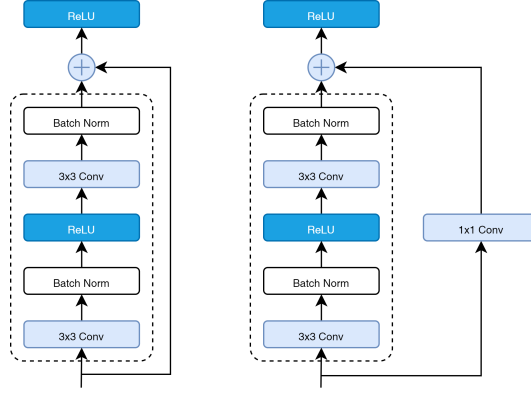 ReLU
+
Batch Norm
3x3 Conv
ReLU
Batch Norm
3x3 Conv
ReLU
+
Batch Norm
3x3 Conv
ReLU
Batch Norm
3x3 Conv
1x1 Conv